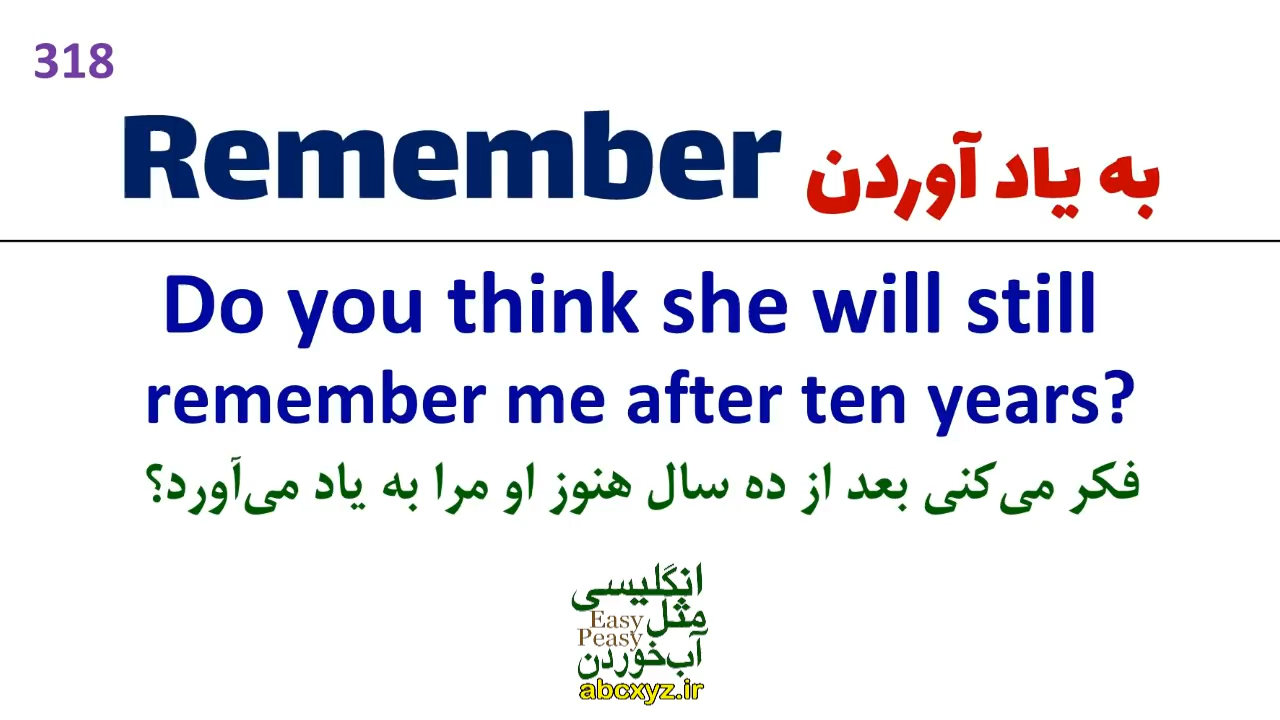 318
Remember به یاد آوردن
Do you think she will still
remember me after ten years?
فکر می‌کنی بعد از ده سال هنوز او مرا به یاد می‌آورد؟
انگلیسی
مثل Easy
Peasy
آب‌خوردن
abcxyz.ir